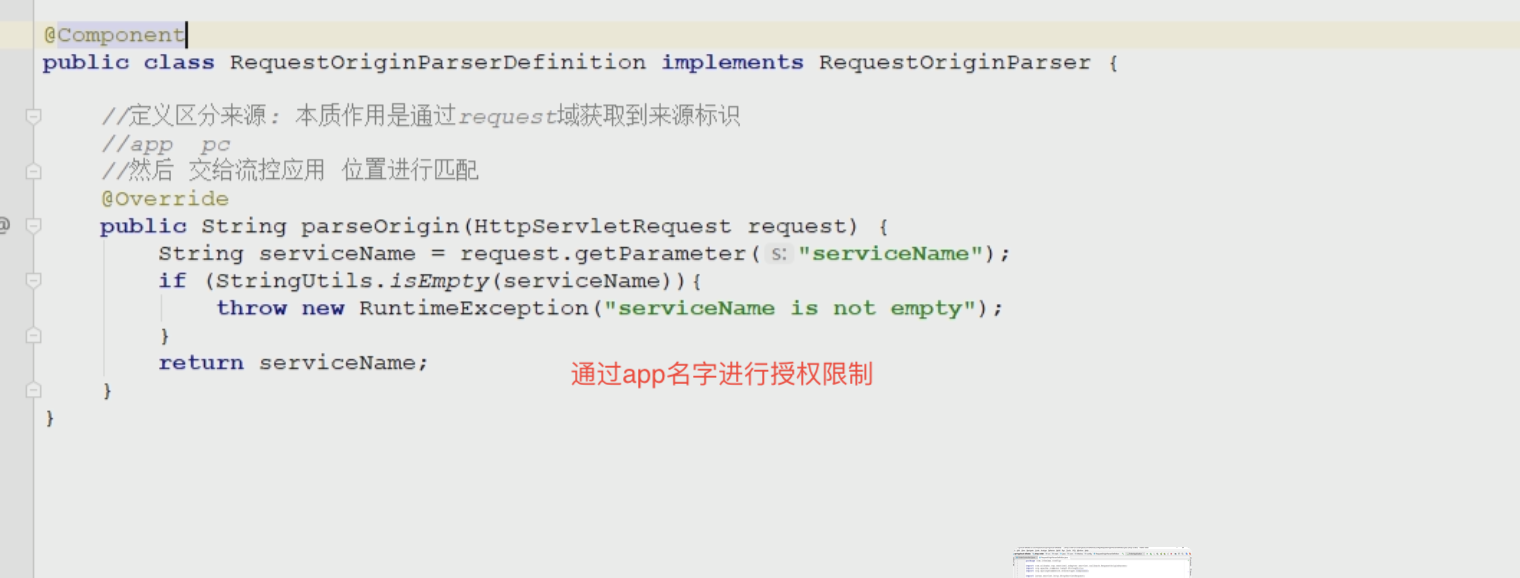 @Component
public class RequestOriginParserDefinition implements RequestOriginParser {
//定义区分来源: 本质作用是通过request域获取到来源标识
//app pc
//然后 交给流控应用 位置进行匹配
@Override
public String parseOrigin(HttpServletRequest request) {
String serviceName = request.getParameter( s: "serviceName");
if (StringUtils.isEmpty(serviceName)){
throw new RuntimeException("serviceName is not empty");
}
return serviceName;
通过app名字进行授权限制
}
}